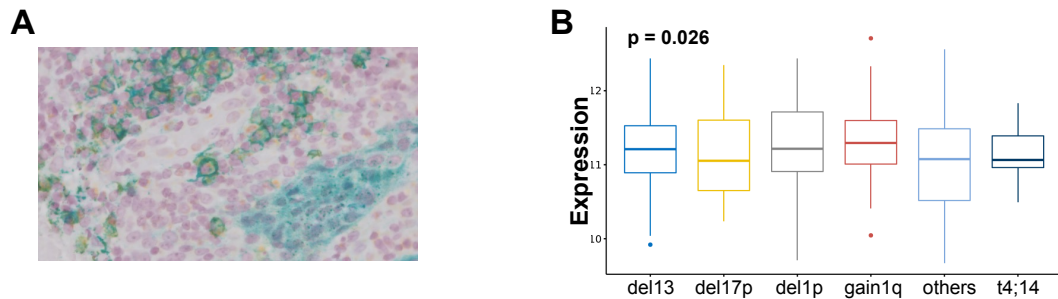 A
B
p = 0.026
Expression
12
11
10
del13 del17p del1p gain1q others t4;14